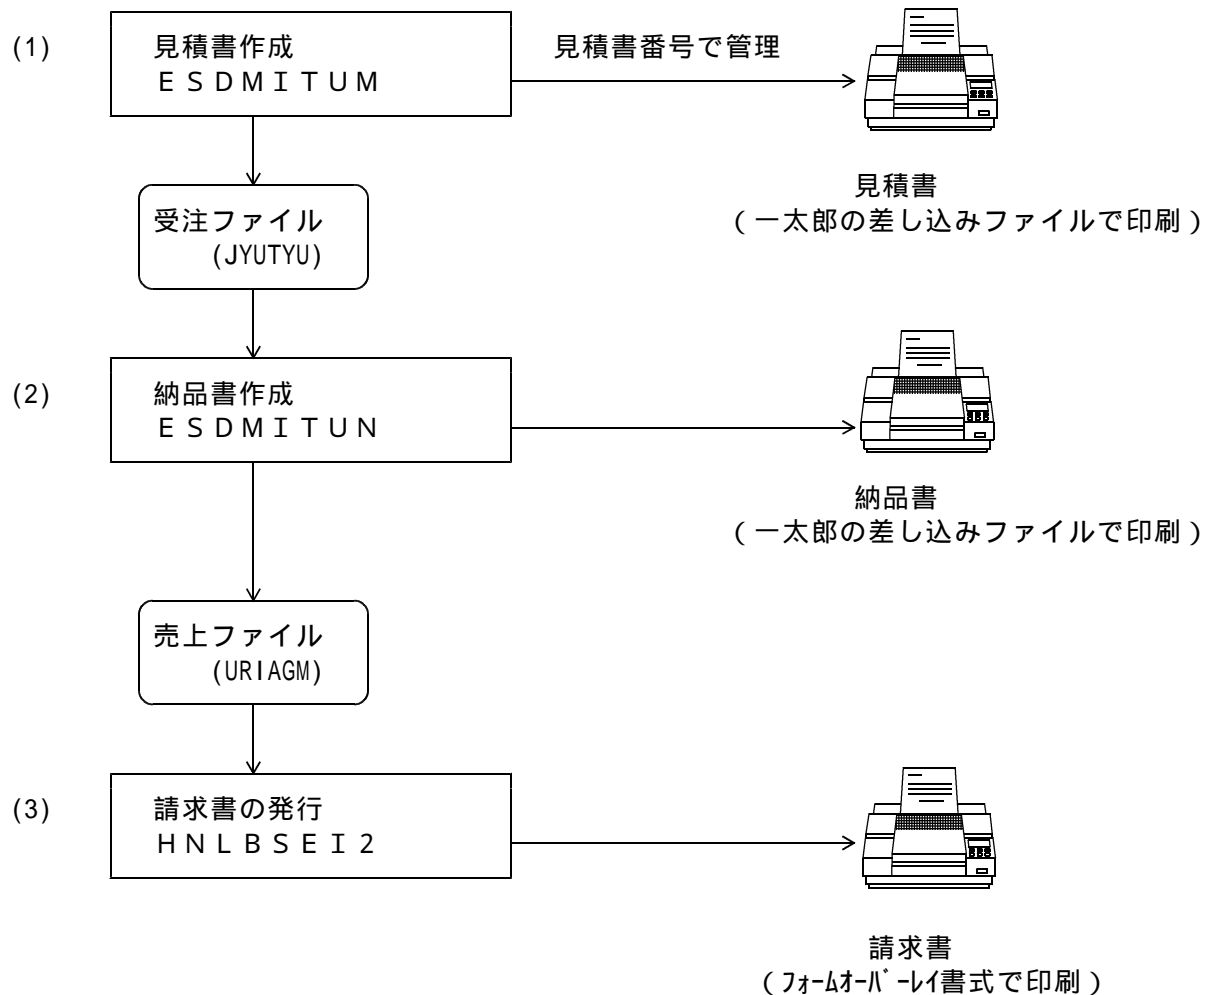 (1)
見積書作成
ＥＳＤＭＩＴＵＭ
見積書番号で管理
見積書
（一太郎の差し込みファイルで印刷）
受注ファイル
(JYUTYU)
(2)
納品書作成
ＥＳＤＭＩＴＵＮ
納品書
（一太郎の差し込みファイルで印刷）
売上ファイル
(URIAGM)
(3)
請求書の発行
ＨＮＬＢＳＥＩ２
請求書
（ﾌｫｰﾑｵｰﾊﾞｰﾚｲ書式で印刷）